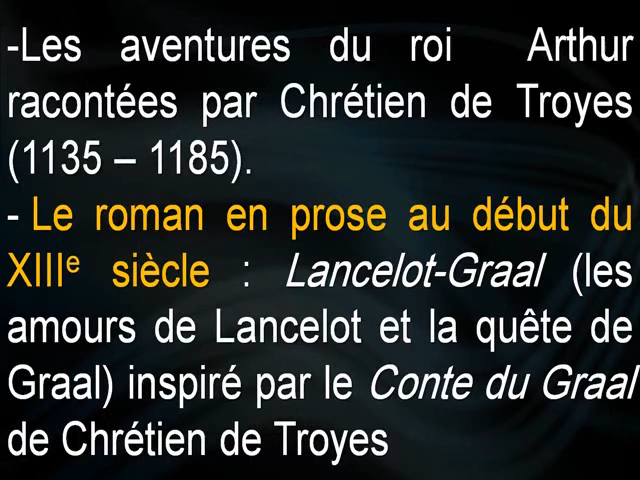 -Les aventures du roi Arthur
racontées par Chrétien de Troyes
(1135 – 1185).
- Le roman en prose au début du
XIIIe siècle : Lancelot-Graal (les
amours de Lancelot et la quête de
Graal) inspiré par le Conte du Graal
de Chrétien de Troyes